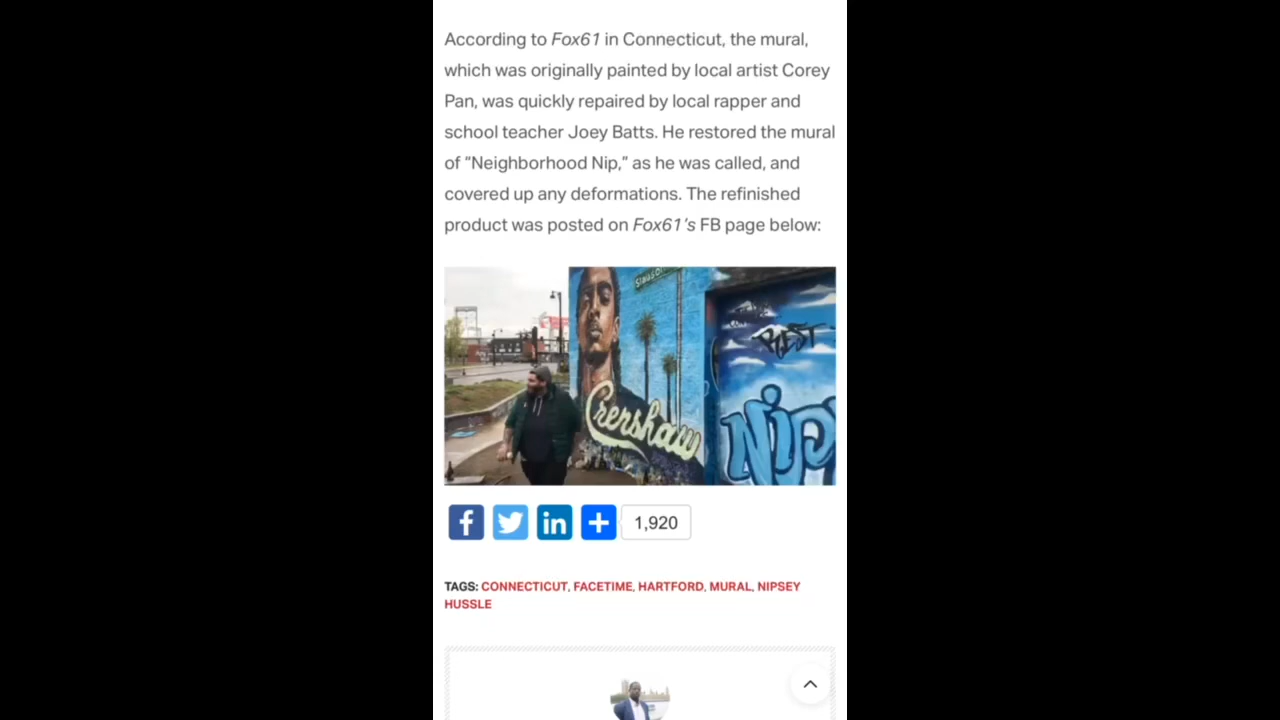 According to Fox61 in Connecticut, the mural,
which was originally painted by local artist Corey
Pan, was quickly repaired by local rapper and
school teacher Joey Batts. He restored the mural
of “Neighborhood Nip,” as he was called, and
covered up any deformations. The refinished
product was posted on Fox61's FB page below:
Slauson
Crenshaw
REST
Nip
1,920
TAGS: CONNECTICUT, FACETIME, HARTFORD, MURAL, NIPSEY
HUSSLE